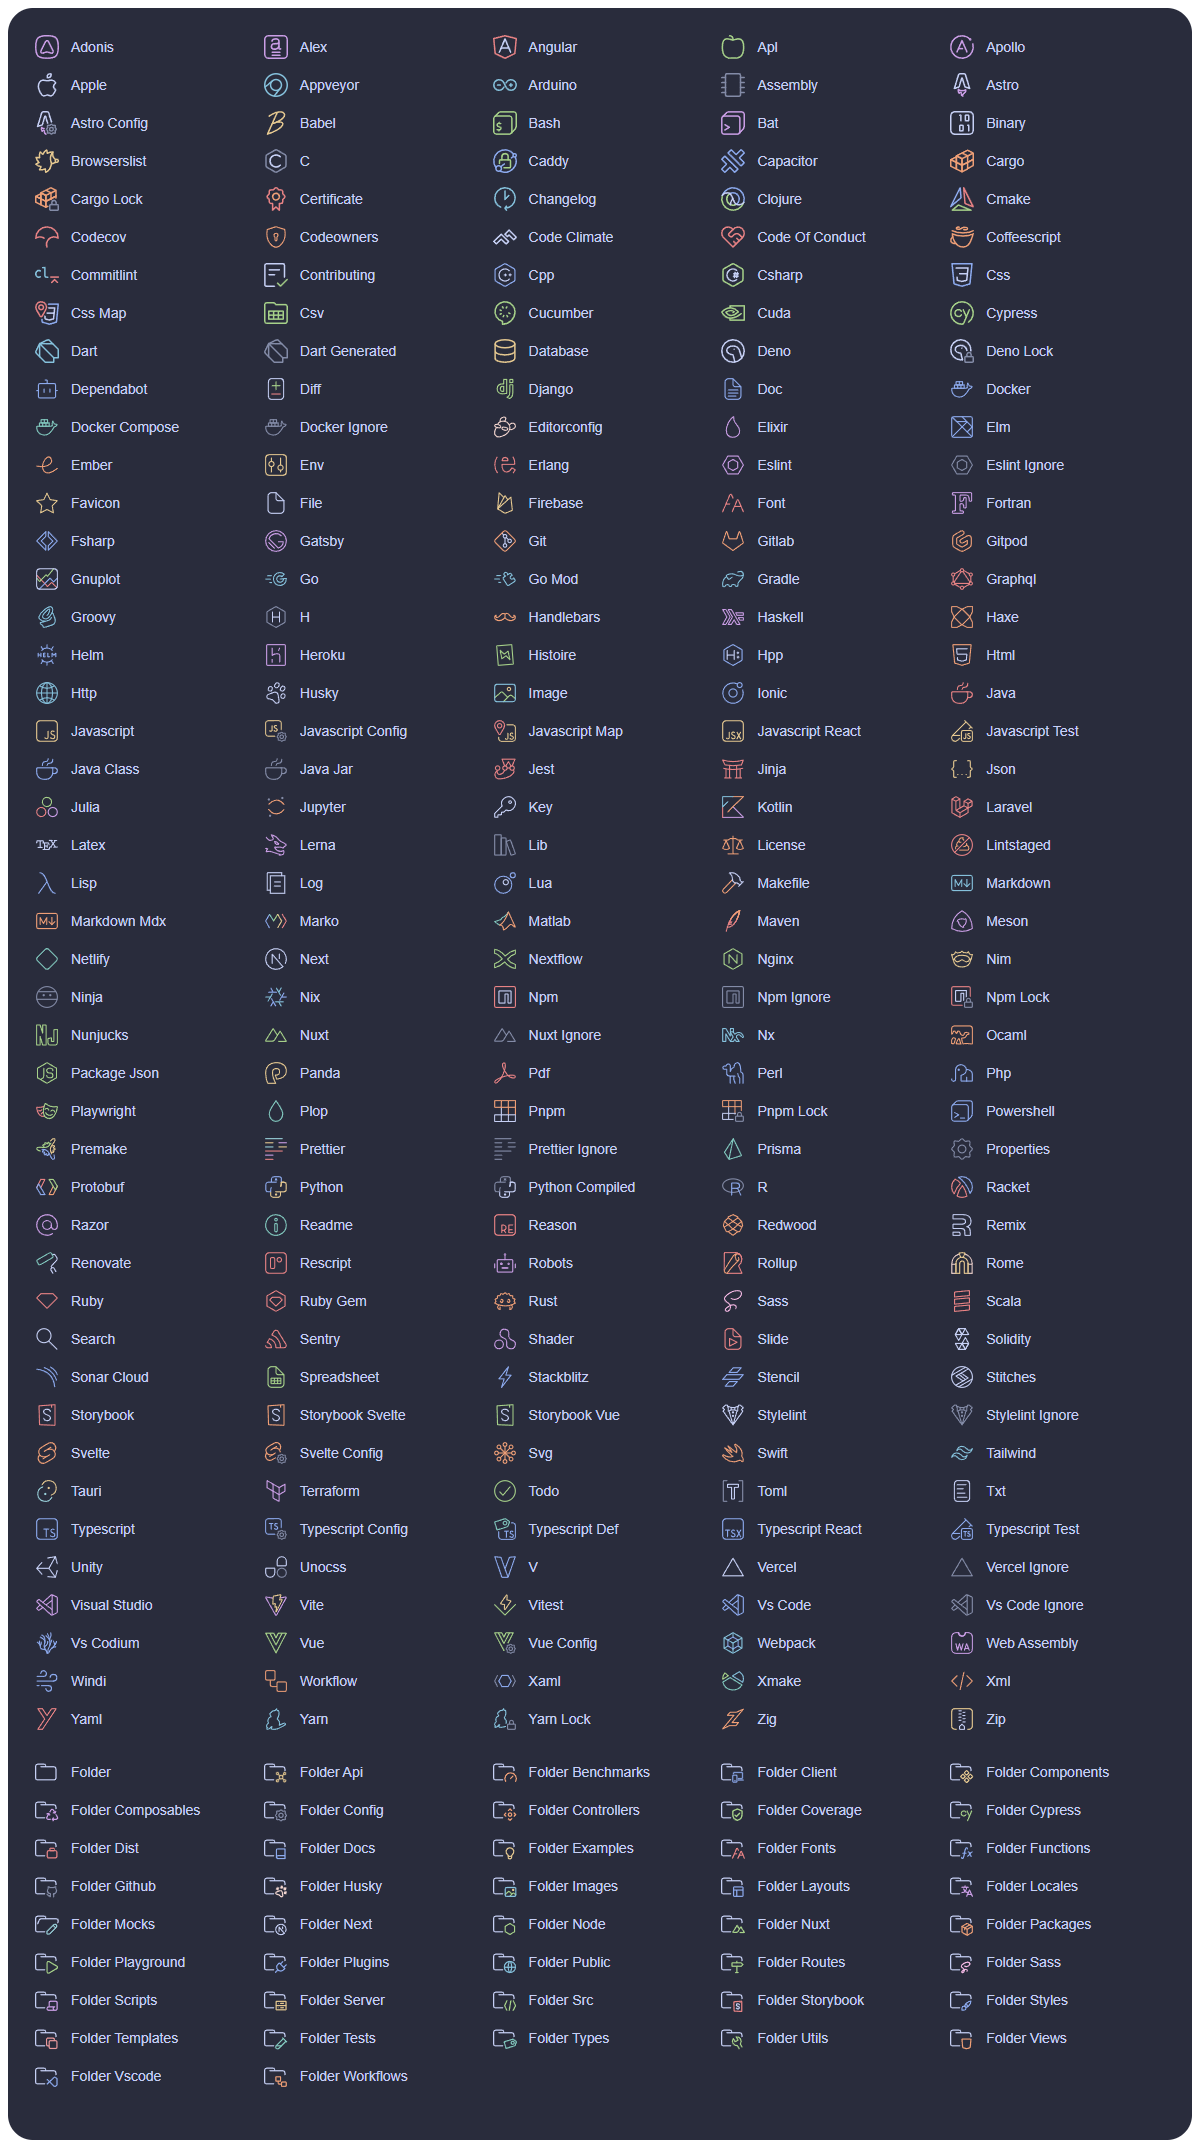 Adonis Alex Angular Apl Apollo
Apple Appveyor Arduino Assembly Astro
Astro Config Babel Bash Bat Binary
Browserslist C Caddy Capacitor Cargo
Cargo Lock Certificate Changelog Clojure Cmake
Codecov Codeowners Code Climate Code Of Conduct Coffeescript
Commitlint Contributing Cpp Csharp Css
Css Map Csv Cucumber Cuda Cypress
Dart Dart Generated Database Deno Deno Lock
Dependabot Diff Django Doc Docker
Docker Compose Docker Ignore Editorconfig Elixir Elm
Ember Env Erlang Eslint Eslint Ignore
Favicon File Firebase Font Fortran
Fsharp Gatsby Git Gitlab Gitpod
Gnuplot Go Go Mod Gradle Graphql
Groovy H Handlebars Haskell Haxe
Helm Heroku Histoire Hpp Html
Http Husky Image Ionic Java
Javascript Javascript Config Javascript Map Javascript React Javascript Test
Java Class Java Jar Jest Jinja Json
Julia Jupyter Key Kotlin Laravel
Latex Lerna Lib License Lintstaged
Lisp Log Lua Makefile Markdown
Markdown Mdx Marko Matlab Maven Meson
Netlify Next Nextflow Nginx Nim
Ninja Nix Npm Npm Ignore Npm Lock
Nunjucks Nuxt Nuxt Ignore Nx Ocaml
Package Json Panda Pdf Perl Php
Playwright Plop Pnpm Pnpm Lock Powershell
Premake Prettier Prettier Ignore Prisma Properties
Protobuf Python Python Compiled R Racket
Razor Readme Reason Redwood Remix
Renovate Rescript Robots Rollup Rome
Ruby Ruby Gem Rust Sass Scala
Search Sentry Shader Slide Solidity
Sonar Cloud Spreadsheet Stackblitz Stencil Stitches
Storybook Storybook Svelte Storybook Vue Stylelint Stylelint Ignore
Svelte Svelte Config Svg Swift Tailwind
Tauri Terraform Todo Toml Txt
Typescript Typescript Config Typescript Def Typescript React Typescript Test
Unity Unocss V Vercel Vercel Ignore
Visual Studio Vite Vitest Vs Code Vs Code Ignore
Vs Codium Vue Vue Config Webpack Web Assembly
Windi Workflow Xaml Xmake Xml
Yaml Yarn Yarn Lock Zig Zip
Folder Folder Api Folder Benchmarks Folder Client Folder Components
Folder Composables Folder Config Folder Controllers Folder Coverage Folder Cypress
Folder Dist Folder Docs Folder Examples Folder Fonts Folder Functions
Folder Github Folder Husky Folder Images Folder Layouts Folder Locales
Folder Mocks Folder Next Folder Node Folder Nuxt Folder Packages
Folder Playground Folder Plugins Folder Public Folder Routes Folder Sass
Folder Scripts Folder Server Folder Src Folder Storybook Folder Styles
Folder Templates Folder Tests Folder Types Folder Utils Folder Views
Folder Vscode Folder Workflows